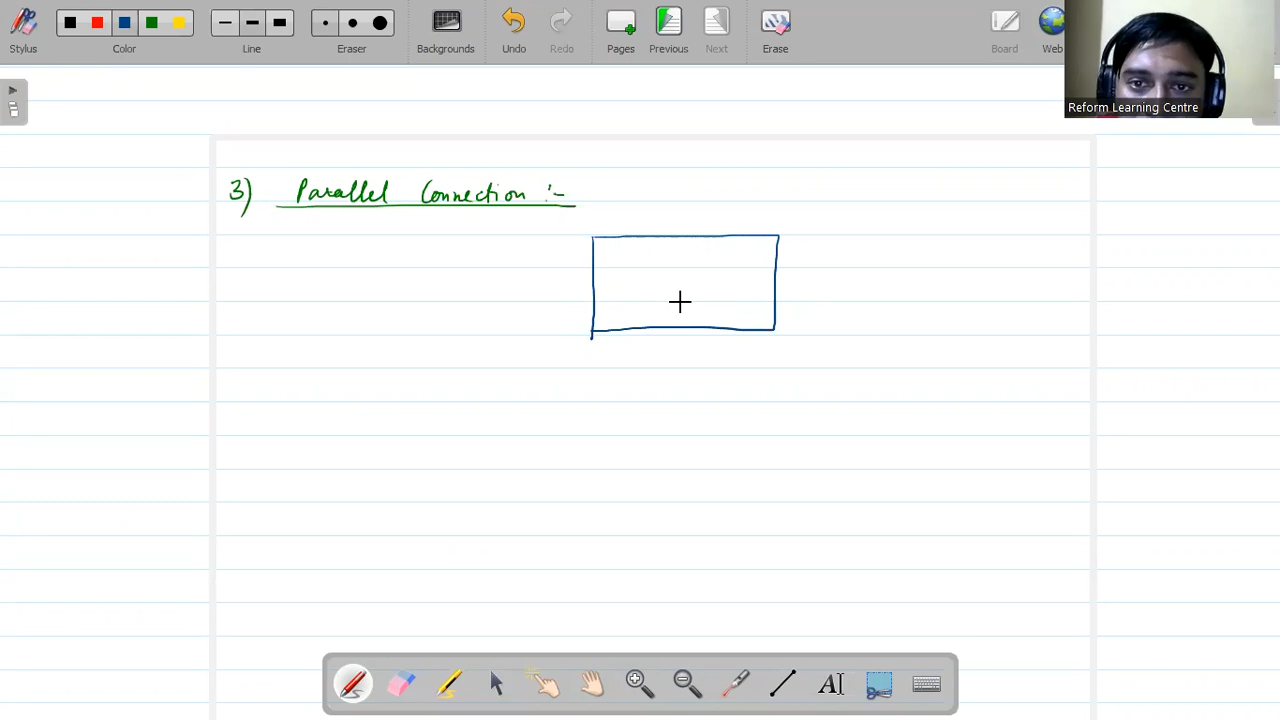 Stylus
Color
Line
Eraser
Backgrounds
Undo
Redo
Pages
Previous
Next
Erase
Board
Web
Reform Learning Centre
3) Parallel Connection :-
AI